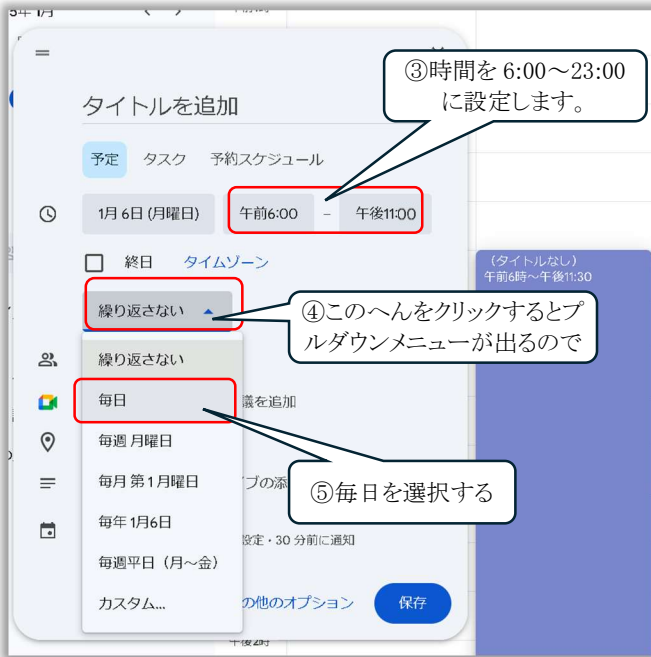 5年 1月
③時間を 6:00～23:00
に設定します。
タイトルを追加
予定 タスク 予約スケジュール
1月 6日 (月曜日) 午前6:00 – 午後11:00
終日 タイムゾーン
(タイトルなし)
午前6時～午後11:30
繰り返さない
④このへんをクリックするとプ
ルダウンメニューが出るので
繰り返さない
毎日
議を追加
毎週 月曜日
毎月 第1月曜日
イブの添
⑤毎日を選択する
毎年 1月6日
設定・30 分前に通知
毎週平日（月～金）
カスタム...
の他のオプション
保存
午後2時